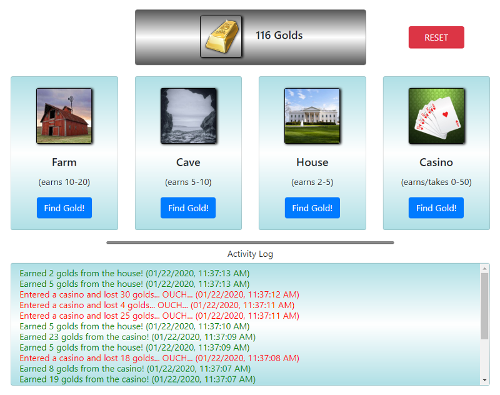 116 Golds
RESET
Farm
(earns 10-20)
Find Gold!
Cave
(earns 5-10)
Find Gold!
House
(earns 2-5)
Find Gold!
Casino
(earns/takes 0-50)
Find Gold!
Activity Log
Earned 2 golds from the house! (01/22/2020, 11:37:13 AM)
Earned 5 golds from the house! (01/22/2020, 11:37:13 AM)
Entered a casino and lost 30 golds... OUCH... (01/22/2020, 11:37:12 AM)
Entered a casino and lost 4 golds... OUCH... (01/22/2020, 11:37:11 AM)
Entered a casino and lost 25 golds... OUCH... (01/22/2020, 11:37:11 AM)
Earned 5 golds from the house! (01/22/2020, 11:37:10 AM)
Earned 23 golds from the casino! (01/22/2020, 11:37:09 AM)
Earned 5 golds from the house! (01/22/2020, 11:37:09 AM)
Entered a casino and lost 18 golds... OUCH... (01/22/2020, 11:37:08 AM)
Earned 8 golds from the casino! (01/22/2020, 11:37:07 AM)
Earned 19 golds from the casino! (01/22/2020, 11:37:07 AM)